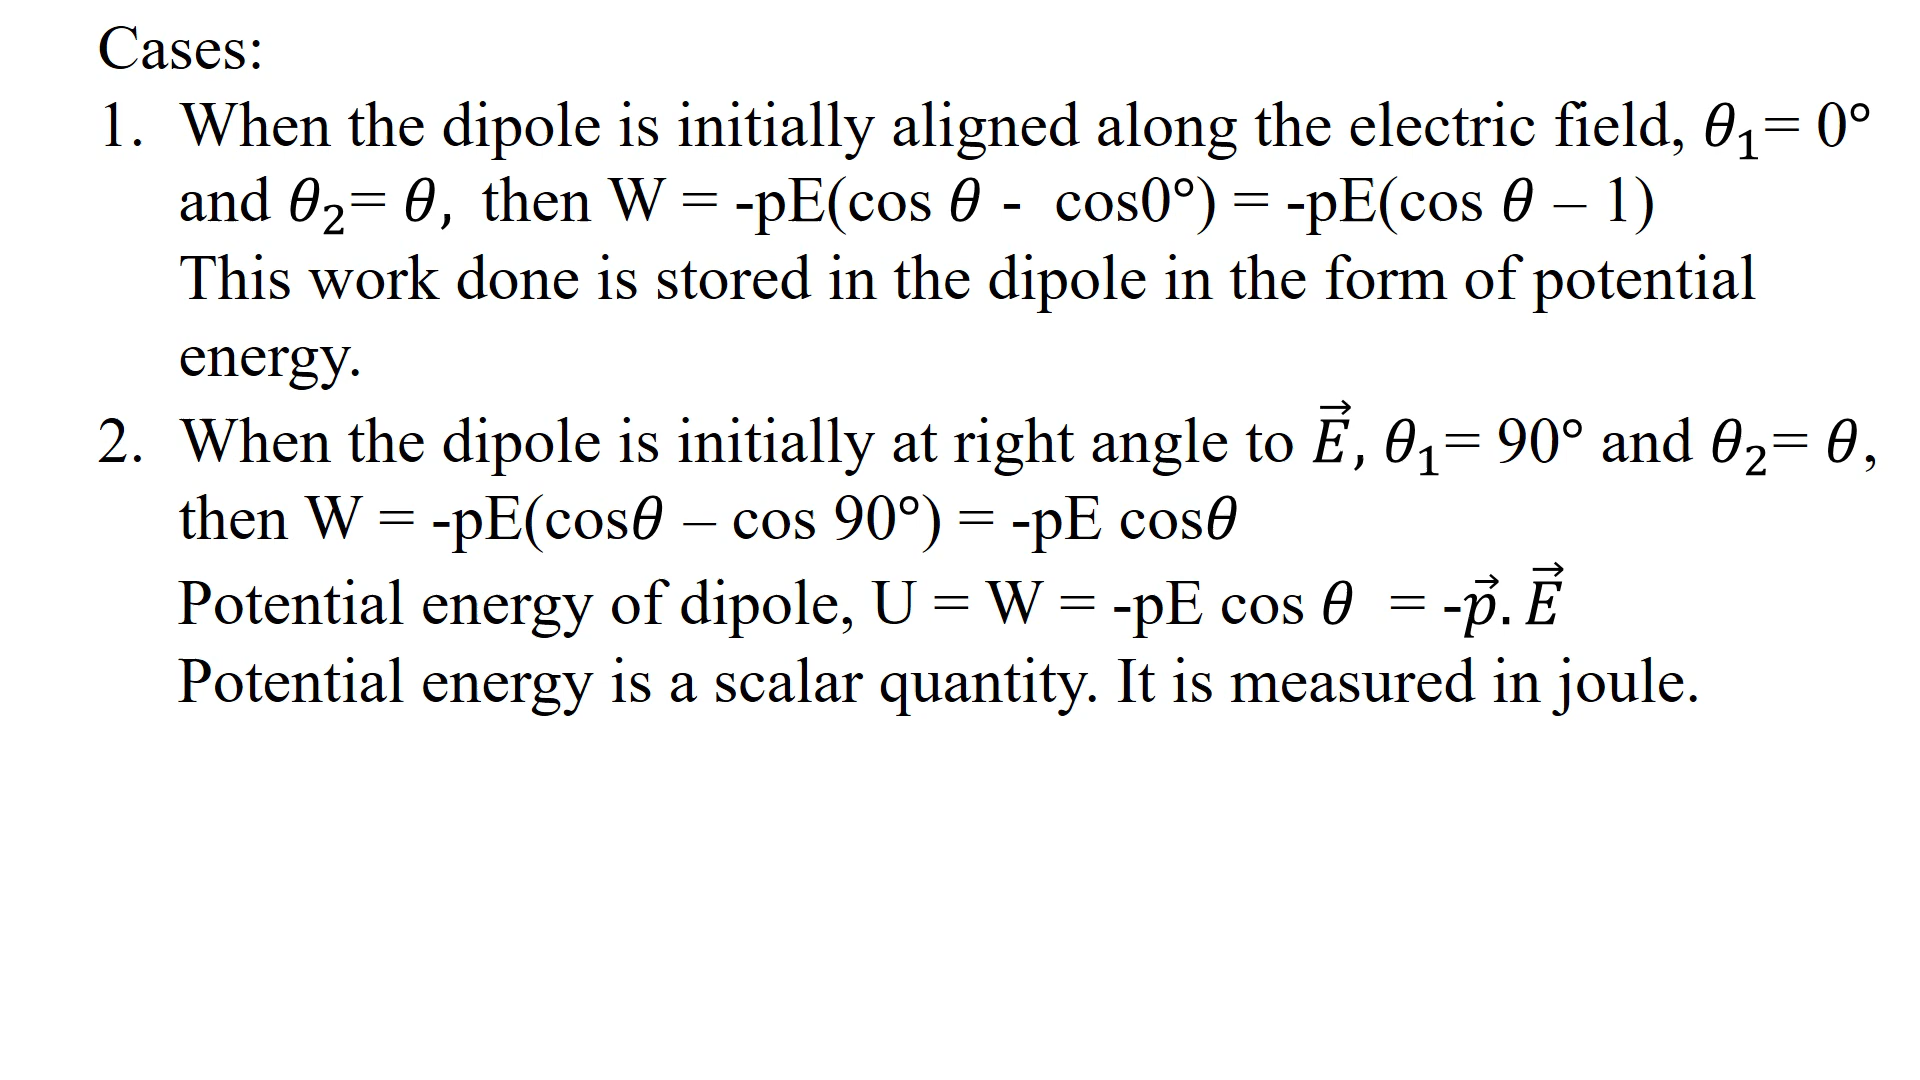 Cases:
1. When the dipole is initially aligned along the electric field, θ₁= 0°
and θ₂= θ, then W = -pE(cos θ - cos0°) = -pE(cos θ – 1)
This work done is stored in the dipole in the form of potential
energy.
2. When the dipole is initially at right angle to E⃗, θ₁= 90° and θ₂= θ,
then W = -pE(cosθ – cos 90°) = -pE cosθ
Potential energy of dipole, U = W = -pE cos θ = -p⃗. E⃗
Potential energy is a scalar quantity. It is measured in joule.